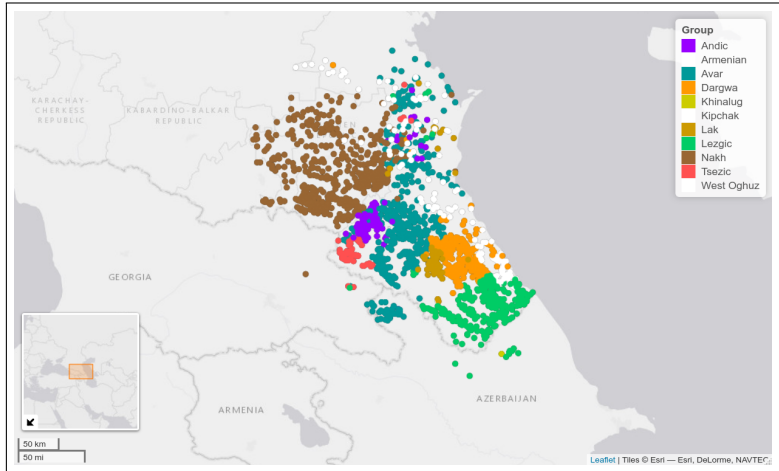 Group
Andic
Armenian
Avar
Dargwa
Khinalug
Kipchak
Lak
Lezgic
Nakh
Tsezic
West Oghuz
KARACHAY-
CHERKESS
REPUBLIC
KABARDINO-BALKAR
REPUBLIC
GEORGIA
ARMENIA
AZERBAIJAN
50 km
50 mi
Leaflet | Tiles © Esri — Esri, DeLorme, NAVTEQ